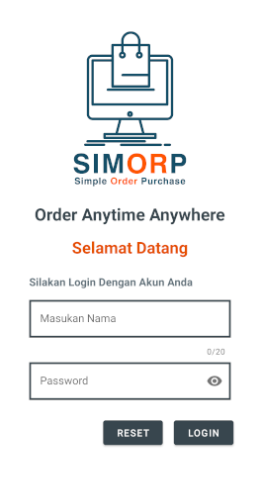 SIMORP
Simple Order Purchase
Order Anytime Anywhere
Selamat Datang
Silakan Login Dengan Akun Anda
Masukan Nama
0/20
Password
RESET LOGIN